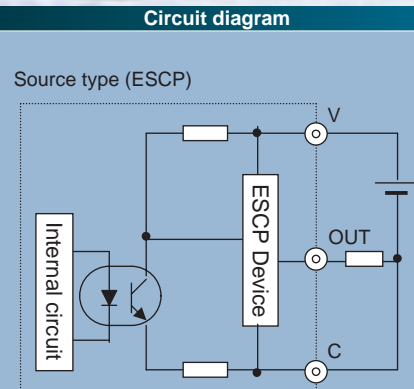 Circuit diagram
Source type (ESCP)
V
ESCP Device
Internal circuit
OUT
C